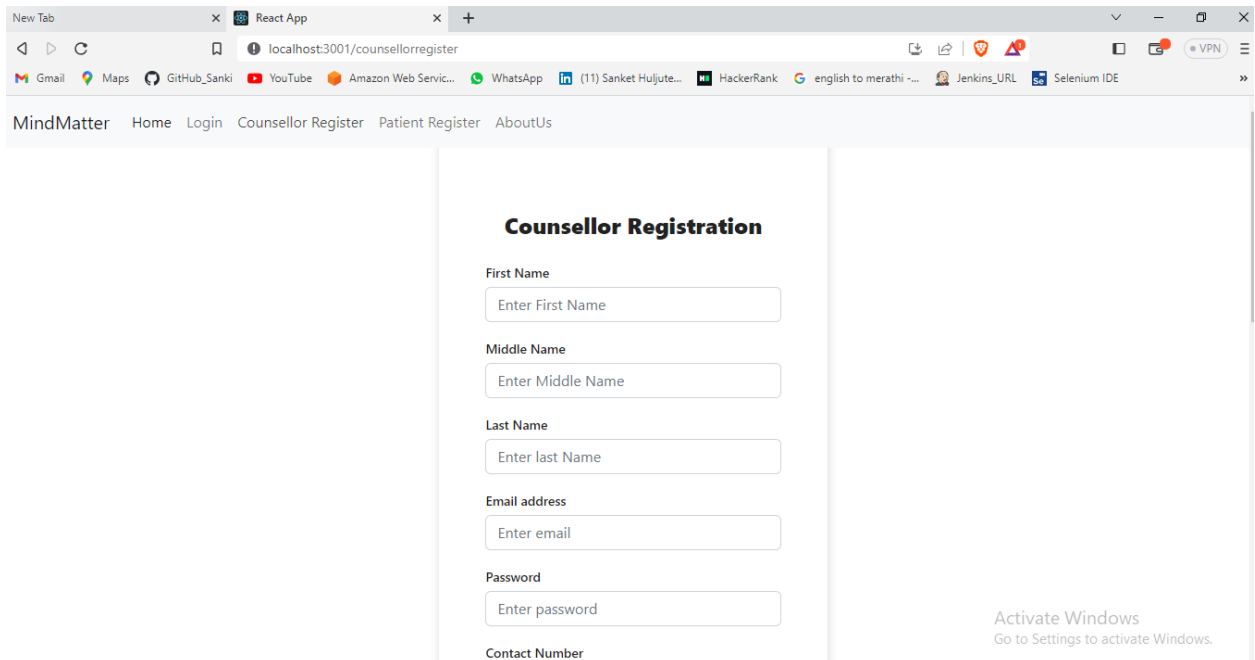 New Tab
React App
localhost:3001/counsellorregister
1
VPN
Gmail Maps GitHub_Sanki YouTube Amazon Web Servic... WhatsApp (11) Sanket Huljute... HackerRank english to merathi -... Jenkins_URL Selenium IDE
MindMatter Home Login Counsellor Register Patient Register AboutUs
Counsellor Registration
First Name
Enter First Name
Middle Name
Enter Middle Name
Last Name
Enter last Name
Email address
Enter email
Password
Enter password
Contact Number
Activate Windows
Go to Settings to activate Windows.